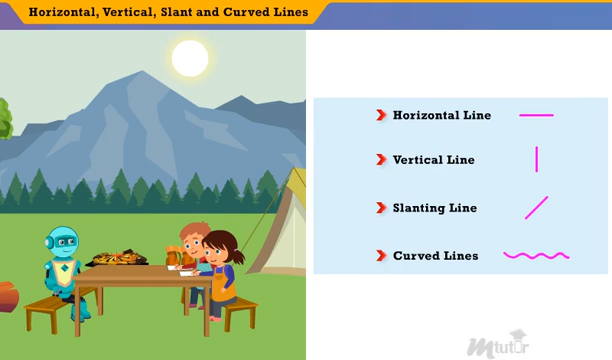 Horizontal, Vertical, Slant and Curved Lines
Horizontal Line
Vertical Line
Slanting Line
Curved Lines
mtutor